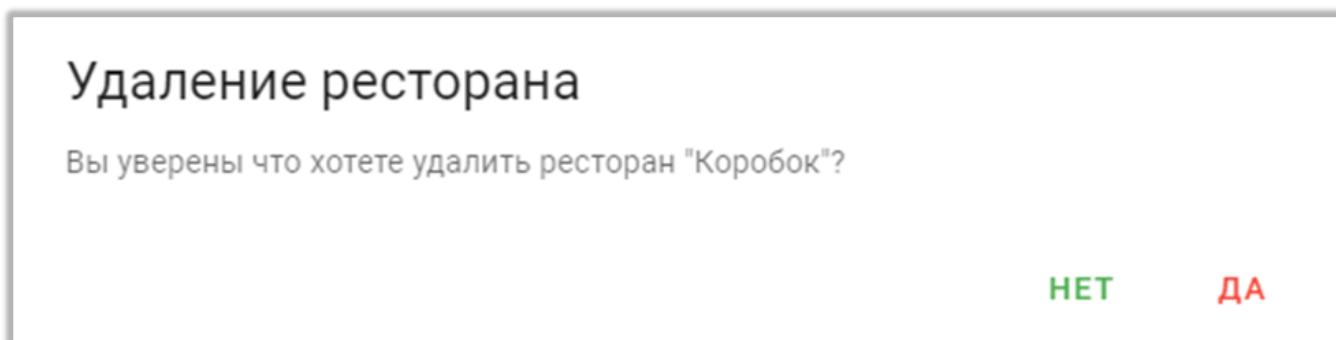 Удаление ресторана
Вы уверены что хотете удалить ресторан "Коробок"?
НЕТ ДА